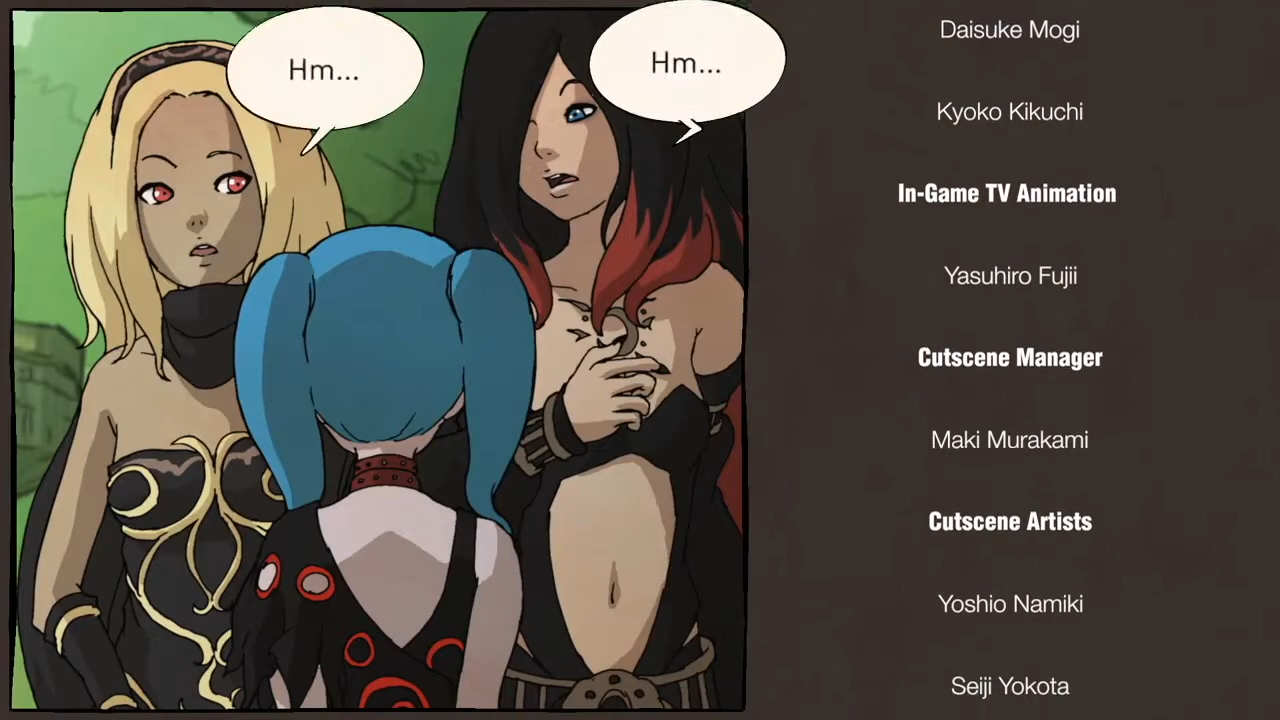 Hm...
Hm...
Daisuke Mogi
Kyoko Kikuchi
In-Game TV Animation
Yasuhiro Fujii
Cutscene Manager
Maki Murakami
Cutscene Artists
Yoshio Namiki
Seiji Yokota